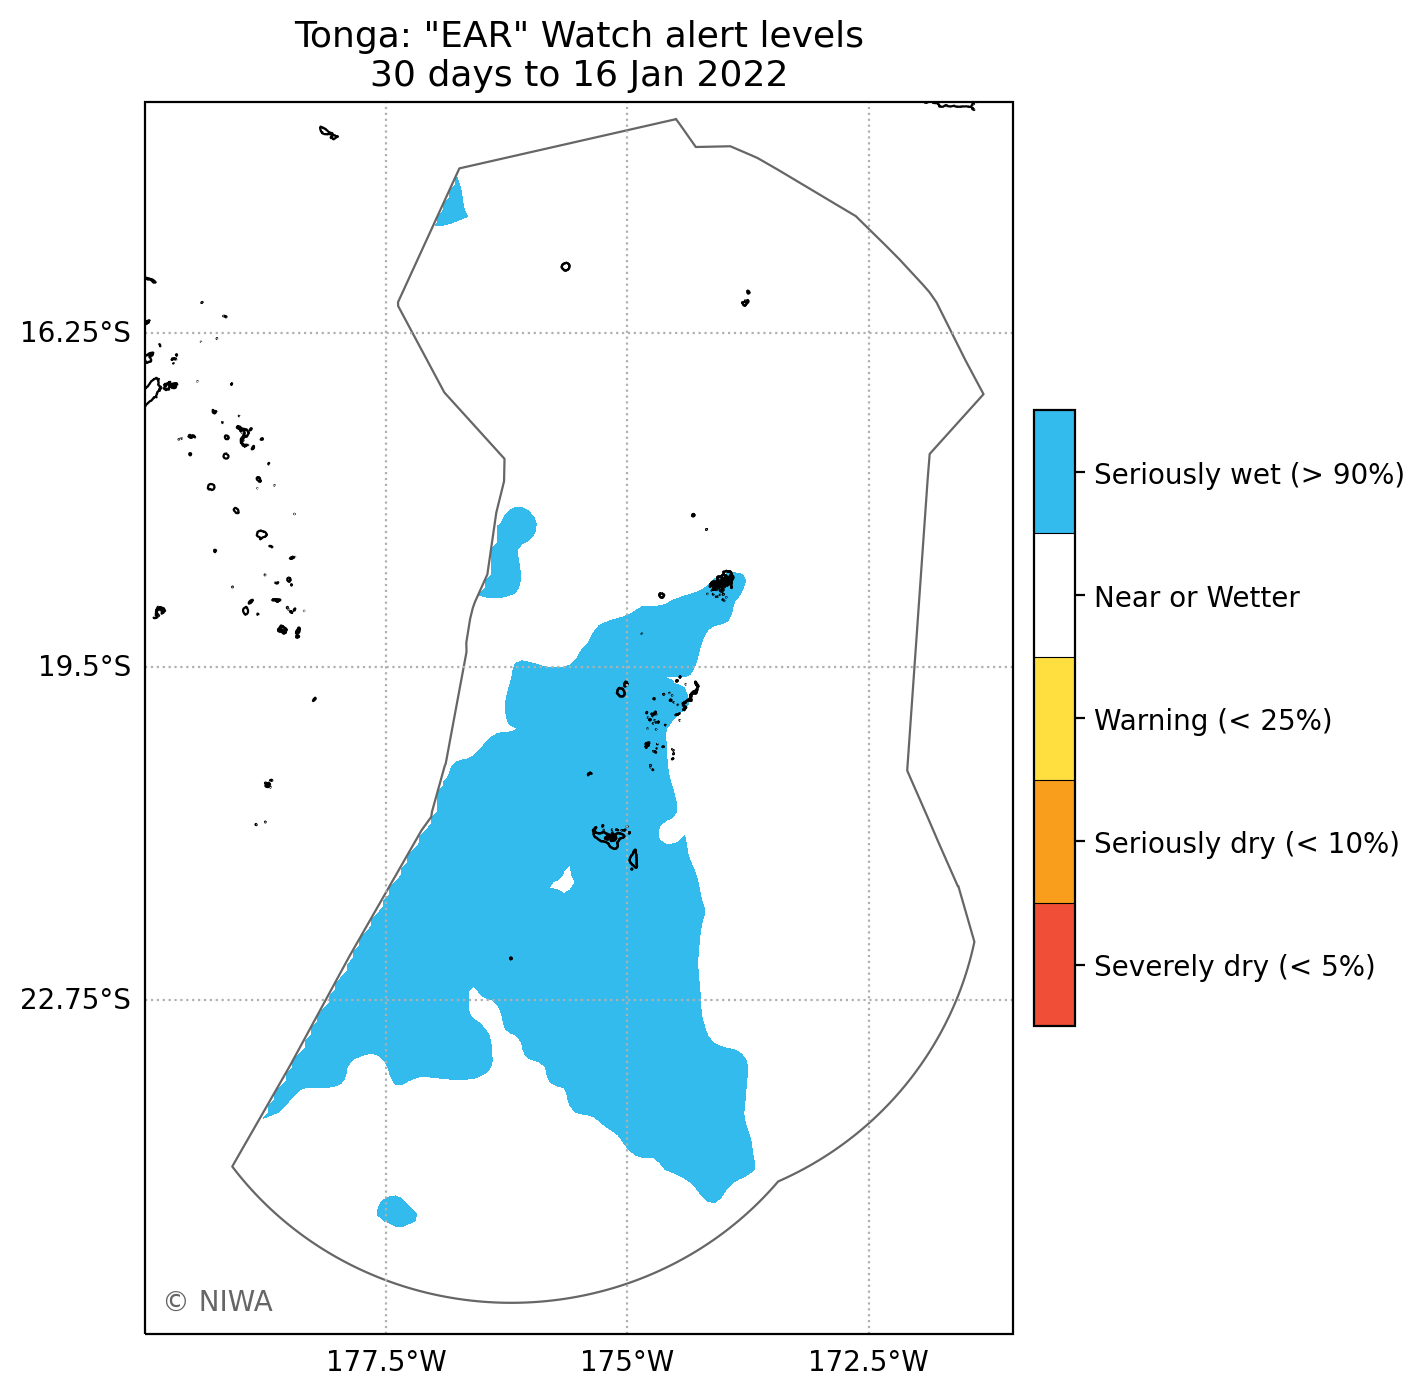 Tonga: "EAR" Watch alert levels
30 days to 16 Jan 2022
16.25°S
19.5°S
22.75°S
177.5°W
175°W
172.5°W
Seriously wet (> 90%)
Near or Wetter
Warning (< 25%)
Seriously dry (< 10%)
Severely dry (< 5%)
© NIWA